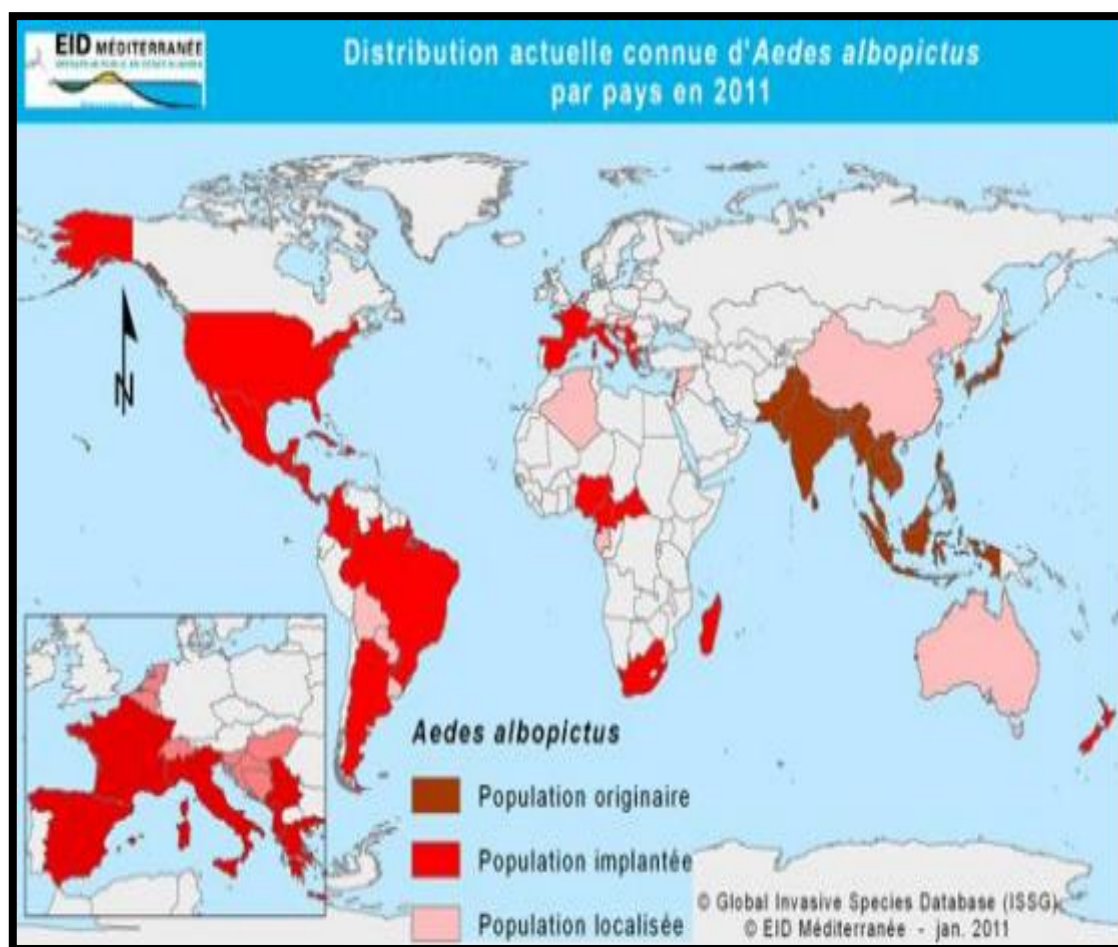 EID MÉDITERRANÉE
Distribution actuelle connue d'Aedes albopictus
par pays en 2011
N
Aedes albopictus
Population originaire
Population implantée
Population localisée
© Global Invasive Species Database (ISSG)
© EID Méditerranée - jan. 2011